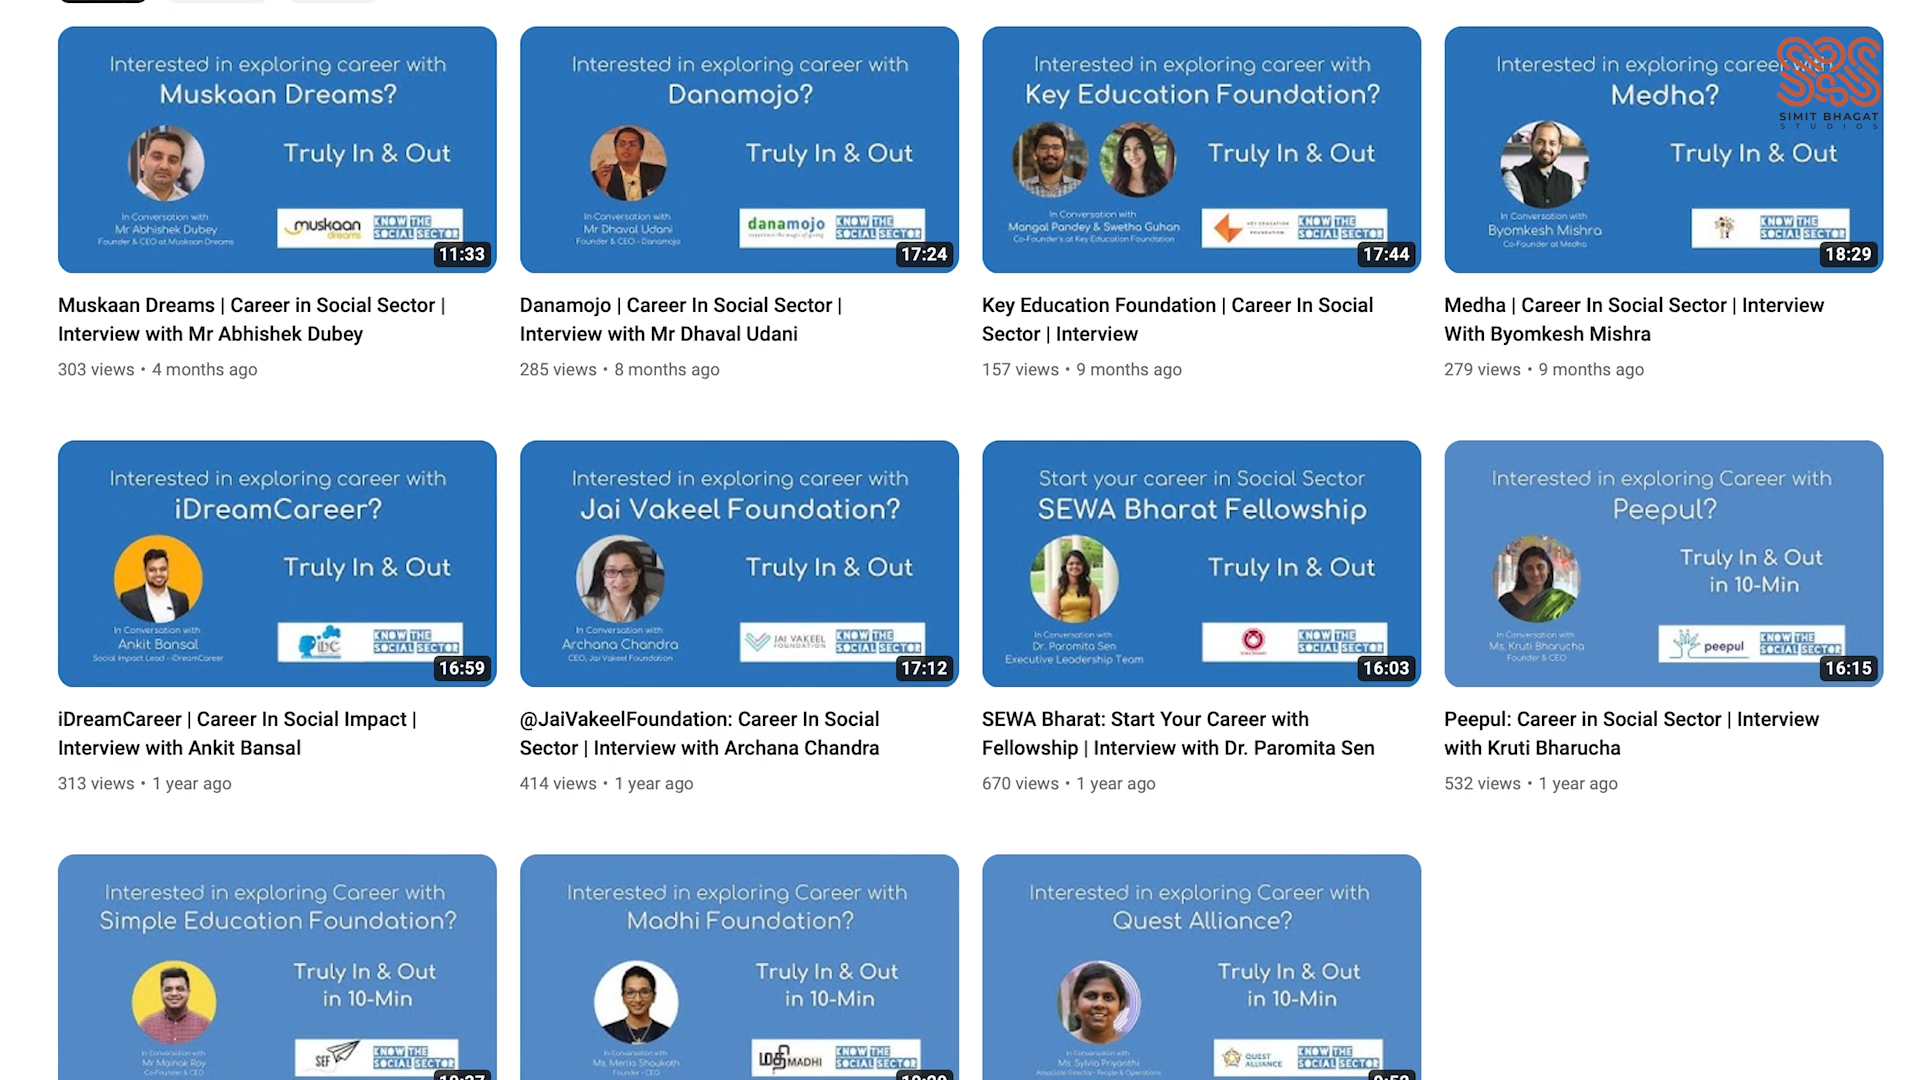 Interested in exploring career with
Muskaan Dreams?
Truly In & Out
In Conversation with
Mr Abhishek Dubey
Founder & CEO at Muskaan Dreams
muskaan
dreams
KNOW THE
SOCIAL SECTOR
11:33
Muskaan Dreams | Career in Social Sector |
Interview with Mr Abhishek Dubey
303 views • 4 months ago
Interested in exploring career with
Danamojo?
Truly In & Out
In Conversation with
Mr Dhaval Udani
Founder & CEO - Danamojo
danamojo
KNOW THE
SOCIAL SECTOR
17:24
Danamojo | Career In Social Sector |
Interview with Mr Dhaval Udani
285 views • 8 months ago
Interested in exploring career with
Key Education Foundation?
Truly In & Out
In Conversation with
Mangal Pandey & Swetha Guhan
Co-Founder's at Key Education Foundation
KEY EDUCATION
FOUNDATION
KNOW THE
SOCIAL SECTOR
17:44
Key Education Foundation | Career In Social
Sector | Interview
157 views • 9 months ago
Interested in exploring career with
Medha?
SIMIT BHAGAT
STUDIOS
Truly In & Out
In Conversation with
Byomkesh Mishra
Co-Founder at Medha
KNOW THE
SOCIAL SECTOR
18:29
Medha | Career In Social Sector | Interview
With Byomkesh Mishra
279 views • 9 months ago
Interested in exploring career with
iDreamCareer?
Truly In & Out
In Conversation with
Ankit Bansal
Social Impact Lead - iDreamCareer
iDC
KNOW THE
SOCIAL SECTOR
16:59
iDreamCareer | Career In Social Impact |
Interview with Ankit Bansal
313 views • 1 year ago
Interested in exploring career with
Jai Vakeel Foundation?
Truly In & Out
In Conversation with
Archana Chandra
CEO, Jai Vakeel Foundation
JAI VAKEEL
FOUNDATION
KNOW THE
SOCIAL SECTOR
17:12
@JaiVakeelFoundation: Career In Social
Sector | Interview with Archana Chandra
414 views • 1 year ago
Start your career in Social Sector
SEWA Bharat Fellowship
Truly In & Out
In Conversation with
Dr. Paromita Sen
Executive Leadership Team
SEWA BHARAT
KNOW THE
SOCIAL SECTOR
16:03
SEWA Bharat: Start Your Career with
Fellowship | Interview with Dr. Paromita Sen
670 views • 1 year ago
Interested in exploring Career with
Peepul?
Truly In & Out
in 10-Min
In Conversation with
Ms. Kruti Bharucha
Founder & CEO
peepul
KNOW THE
SOCIAL SECTOR
16:15
Peepul: Career in Social Sector | Interview
with Kruti Bharucha
532 views • 1 year ago
Interested in exploring Career with
Simple Education Foundation?
Truly In & Out
in 10-Min
In Conversation with
Mr Mainak Roy
Co-Founder & CEO
SEF
KNOW THE
SOCIAL SECTOR
Interested in exploring Career with
Madhi Foundation?
Truly In & Out
in 10-Min
In Conversation with
Ms. Merlia Shaukath
Founder - CEO
மதி MADHI
KNOW THE
SOCIAL SECTOR
Interested in exploring Career with
Quest Alliance?
Truly In & Out
in 10-Min
In Conversation with
Ms. Sylvia Priyanthi
Associate Director- People & Operations
QUEST
ALLIANCE
KNOW THE
SOCIAL SECTOR